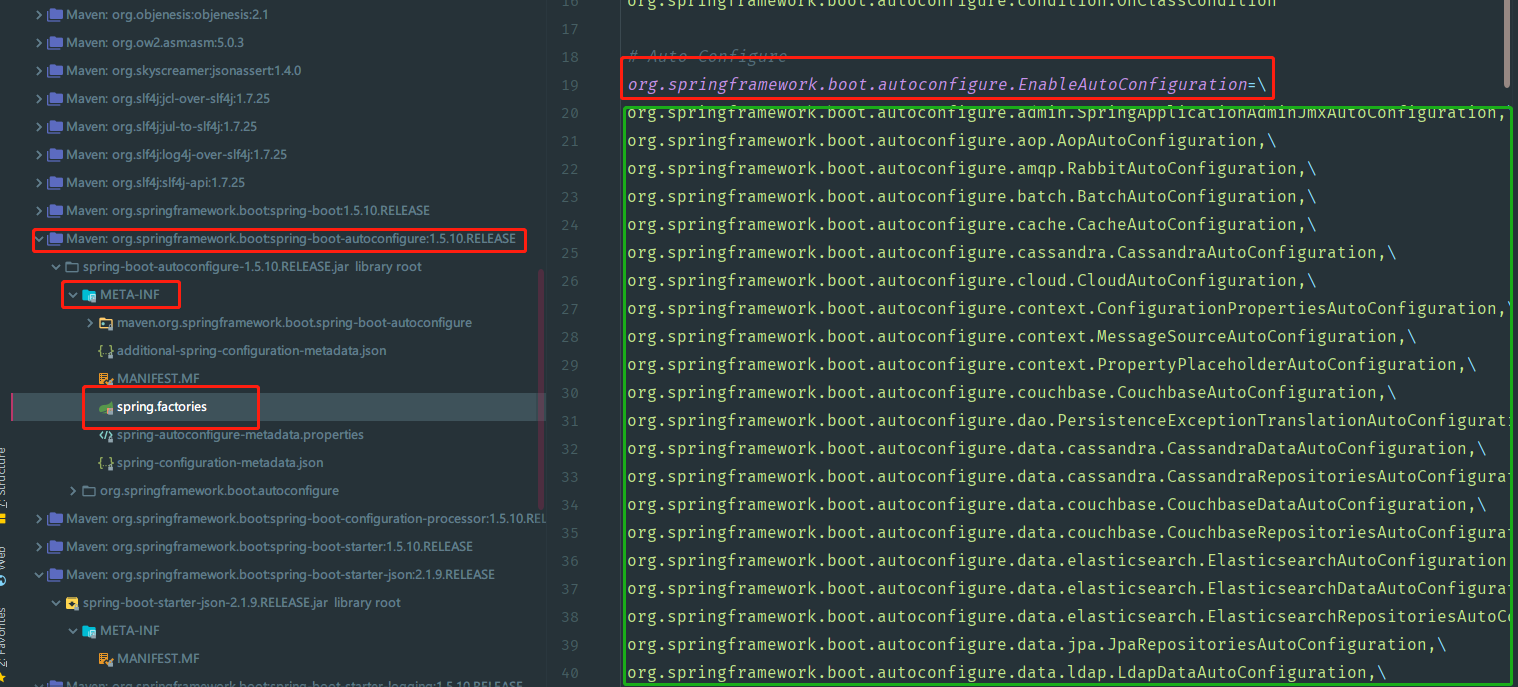 Maven: org.objenesis:objenesis:2.1
Maven: org.ow2.asm:asm:5.0.3
Maven: org.skyscreamer:jsonassert:1.4.0
Maven: org.slf4j:jcl-over-slf4j:1.7.25
Maven: org.slf4j:jul-to-slf4j:1.7.25
Maven: org.slf4j:log4j-over-slf4j:1.7.25
Maven: org.slf4j:slf4j-api:1.7.25
Maven: org.springframework.boot:spring-boot:1.5.10.RELEASE
Maven: org.springframework.boot:spring-boot-autoconfigure:1.5.10.RELEASE
spring-boot-autoconfigure-1.5.10.RELEASE.jar library root
META-INF
maven.org.springframework.boot.spring-boot-autoconfigure
additional-spring-configuration-metadata.json
MANIFEST.MF
spring.factories
spring-autoconfigure-metadata.properties
spring-configuration-metadata.json
org.springframework.boot.autoconfigure
Maven: org.springframework.boot:spring-boot-configuration-processor:1.5.10.REL
Maven: org.springframework.boot:spring-boot-starter:1.5.10.RELEASE
Maven: org.springframework.boot:spring-boot-starter-json:2.1.9.RELEASE
spring-boot-starter-json-2.1.9.RELEASE.jar library root
META-INF
MANIFEST.MF
Maven: org.springframework.boot:spring-boot-starter-logging:1.5.10.RELEASE
Z: Structure
Web
2: Favorites
16 org.springframework.boot.autoconfigure.condition.OnClassCondition
17
18 # Auto Configure
19 org.springframework.boot.autoconfigure.EnableAutoConfiguration=\
20 org.springframework.boot.autoconfigure.admin.SpringApplicationAdminJmxAutoConfiguration,
21 org.springframework.boot.autoconfigure.aop.AopAutoConfiguration,\
22 org.springframework.boot.autoconfigure.amqp.RabbitAutoConfiguration,\
23 org.springframework.boot.autoconfigure.batch.BatchAutoConfiguration,\
24 org.springframework.boot.autoconfigure.cache.CacheAutoConfiguration,\
25 org.springframework.boot.autoconfigure.cassandra.CassandraAutoConfiguration,\
26 org.springframework.boot.autoconfigure.cloud.CloudAutoConfiguration,\
27 org.springframework.boot.autoconfigure.context.ConfigurationPropertiesAutoConfiguration,\
28 org.springframework.boot.autoconfigure.context.MessageSourceAutoConfiguration,\
29 org.springframework.boot.autoconfigure.context.PropertyPlaceholderAutoConfiguration,\
30 org.springframework.boot.autoconfigure.couchbase.CouchbaseAutoConfiguration,\
31 org.springframework.boot.autoconfigure.dao.PersistenceExceptionTranslationAutoConfigurati
32 org.springframework.boot.autoconfigure.data.cassandra.CassandraDataAutoConfiguration,\
33 org.springframework.boot.autoconfigure.data.cassandra.CassandraRepositoriesAutoConfigurat
34 org.springframework.boot.autoconfigure.data.couchbase.CouchbaseDataAutoConfiguration,\
35 org.springframework.boot.autoconfigure.data.couchbase.CouchbaseRepositoriesAutoConfigurat
36 org.springframework.boot.autoconfigure.data.elasticsearch.ElasticsearchAutoConfiguration
37 org.springframework.boot.autoconfigure.data.elasticsearch.ElasticsearchDataAutoConfigurat
38 org.springframework.boot.autoconfigure.data.elasticsearch.ElasticsearchRepositoriesAutoCo
39 org.springframework.boot.autoconfigure.data.jpa.JpaRepositoriesAutoConfiguration,\
40 org.springframework.boot.autoconfigure.data.ldap.LdapDataAutoConfiguration,\